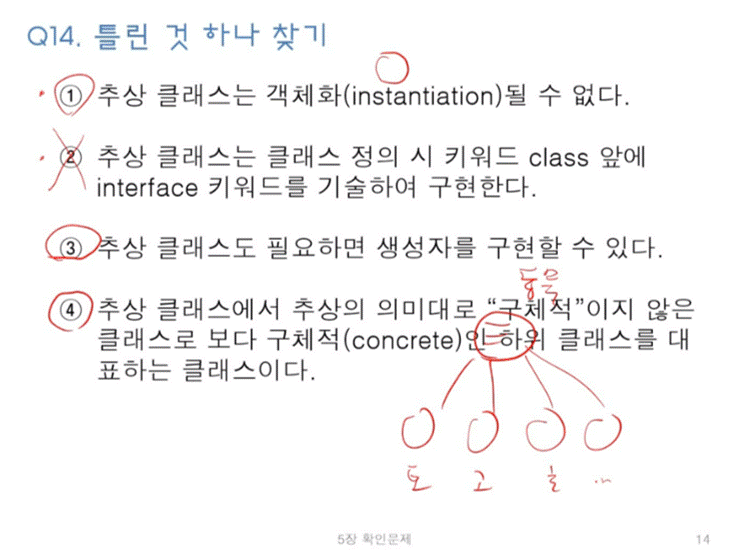 Q14. 틀린 것 하나 찾기
① 추상 클래스는 객체화(instantiation)될 수 없다.
② 추상 클래스는 클래스 정의 시 키워드 class 앞에
interface 키워드를 기술하여 구현한다.
③ 추상 클래스도 필요하면 생성자를 구현할 수 있다.
동물
④ 추상 클래스에서 추상의 의미대로 “구체적”이지 않은
클래스로 보다 구체적(concrete)인 하위 클래스를 대
표하는 클래스이다.
토 고 호 ...
5장 확인문제
14